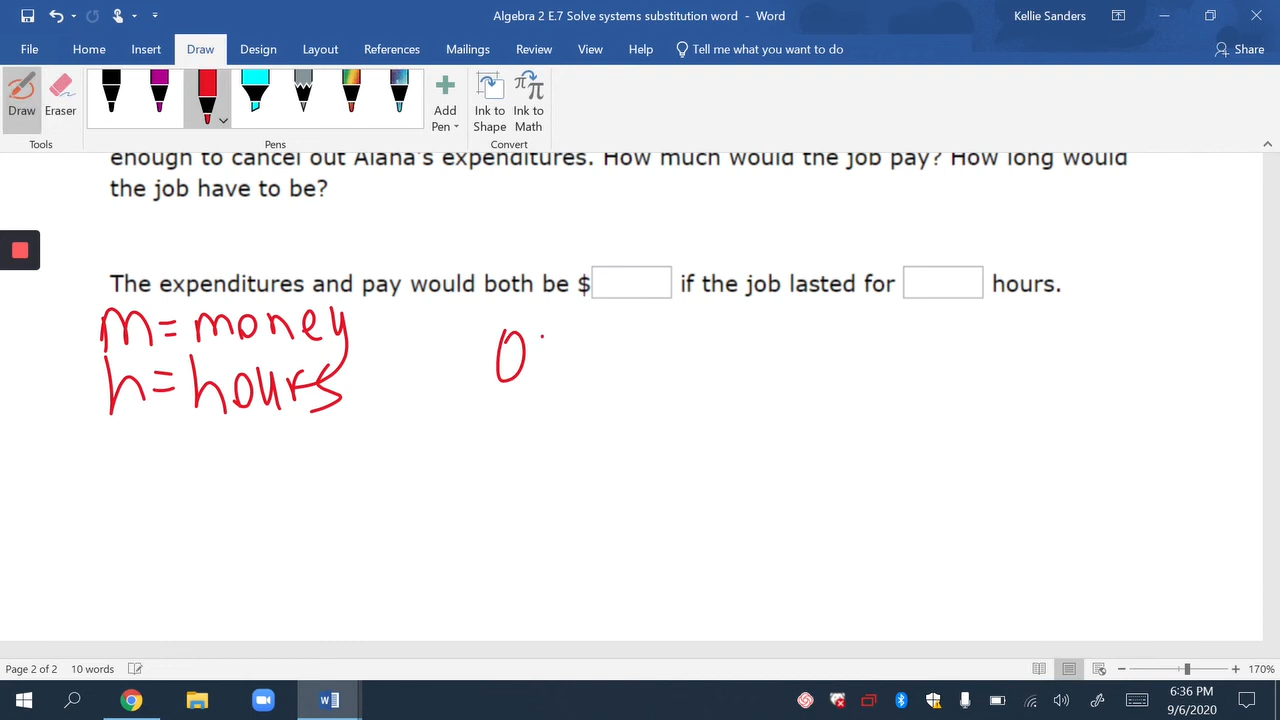 Algebra 2 E.7 Solve systems substitution word - Word
Kellie Sanders
File Home Insert Draw Design Layout References Mailings Review View Help Tell me what you want to do Share
Draw Eraser Add Pen Ink to Shape Ink to Math
Tools Pens Convert
enough to cancel out Alana's expenditures. How much would the job pay? How long would
the job have to be?
The expenditures and pay would both be $ if the job lasted for hours.
m = money
h = hours
0
Page 2 of 2 10 words 170%
6:36 PM
9/6/2020